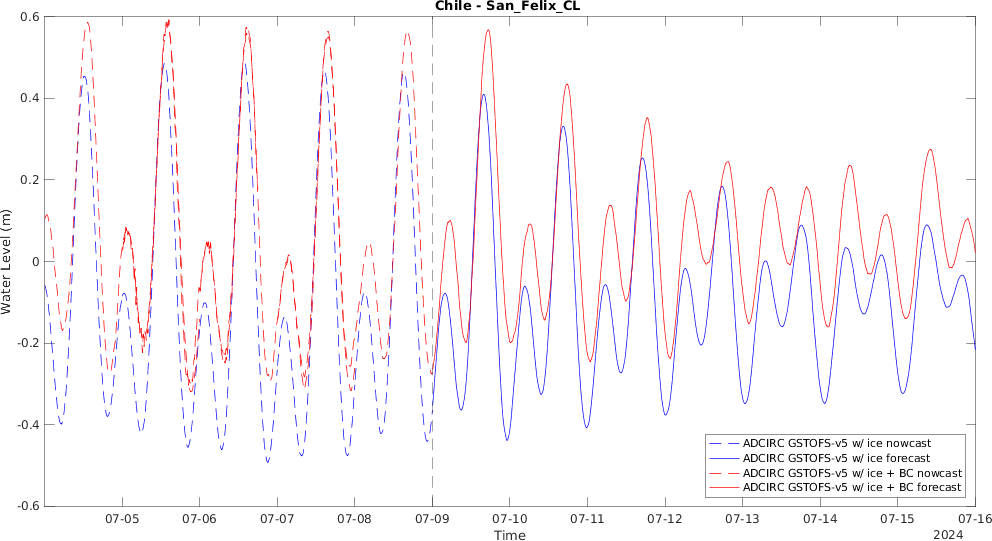 Chile - San_Felix_CL
0.6
0.4
0.2
0
-0.2
-0.4
-0.6
Water Level (m)
ADCIRC GSTOFS-v5 w/ ice nowcast
ADCIRC GSTOFS-v5 w/ ice forecast
ADCIRC GSTOFS-v5 w/ ice + BC nowcast
ADCIRC GSTOFS-v5 w/ ice + BC forecast
07-05 07-06 07-07 07-08 07-09 07-10 07-11 07-12 07-13 07-14 07-15 07-16
Time
2024